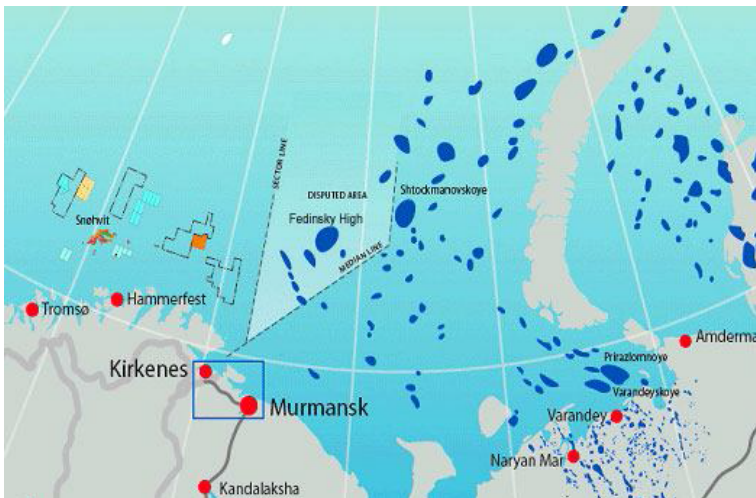 SECTOR LINE
DISPUTED AREA
Shtockmanovskoye
Fedinsky High
Snøhvit
MEDIAN LINE
Hammerfest
Tromsø
Amderma
Kirkenes
Prirazlomnoye
Varandeyskoye
Murmansk
Varandey
Naryan Mar
Kandalaksha